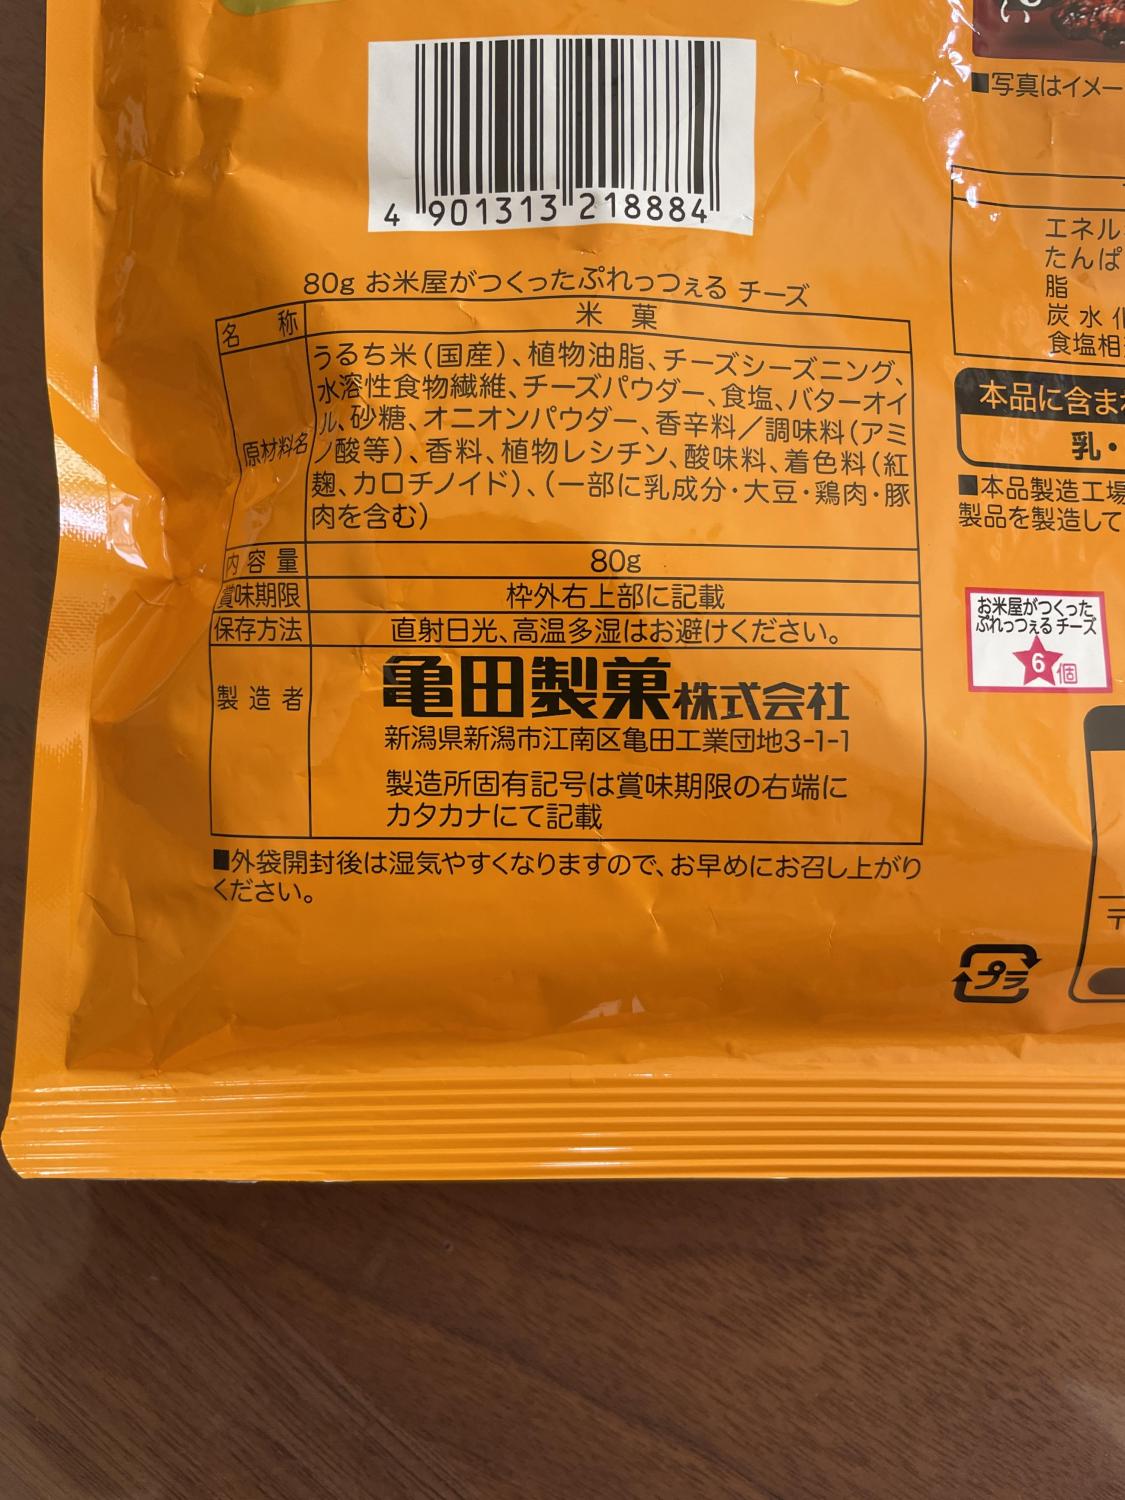 い
■写真はイメー
4 901313 218884
80g お米屋がつくったぷれっつぇる チーズ
名称 米菓
原材料名
うるち米(国産)、植物油脂、チーズシーズニング、
水溶性食物繊維、チーズパウダー、食塩、バターオイ
ル、砂糖、オニオンパウダー、香辛料／調味料(アミ
ノ酸等)、香料、植物レシチン、酸味料、着色料(紅
麹、カロチノイド)、(一部に乳成分・大豆・鶏肉・豚
肉を含む)
内容量 80g
賞味期限 枠外右上部に記載
保存方法 直射日光、高温多湿はお避けください。
製造者 亀田製菓株式会社
新潟県新潟市江南区亀田工業団地3-1-1
製造所固有記号は賞味期限の右端に
カタカナにて記載
■外袋開封後は湿気やすくなりますので、お早めにお召し上がり
ください。
エネル
たんぱ
脂
炭水
食塩相
本品に含ま
乳・
■本品製造工場
製品を製造して
お米屋がつくった
ぷれっつぇる チーズ
6個
〒
プラ